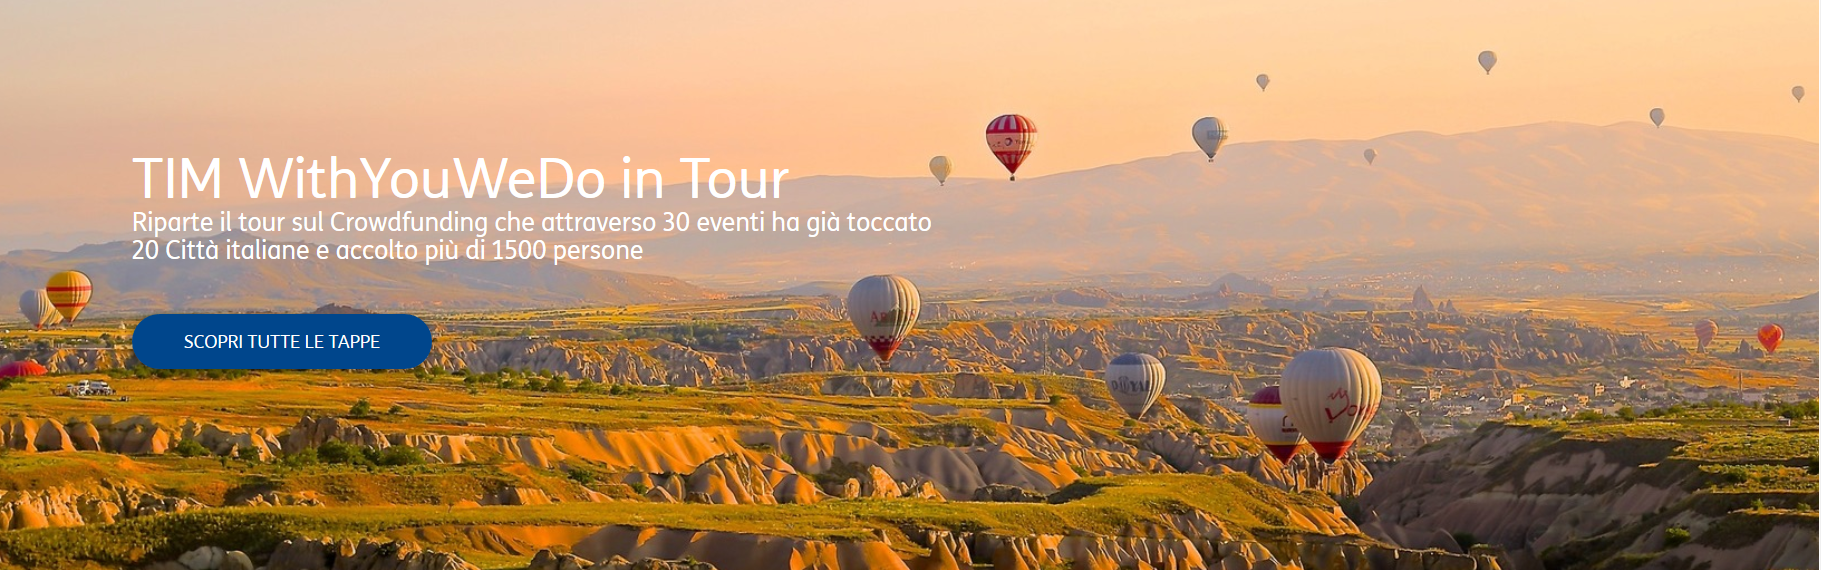 TIM WithYouWeDo in Tour
Riparte il tour sul Crowdfunding che attraverso 30 eventi ha già toccato
20 Città italiane e accolto più di 1500 persone
SCOPRI TUTTE LE TAPPE